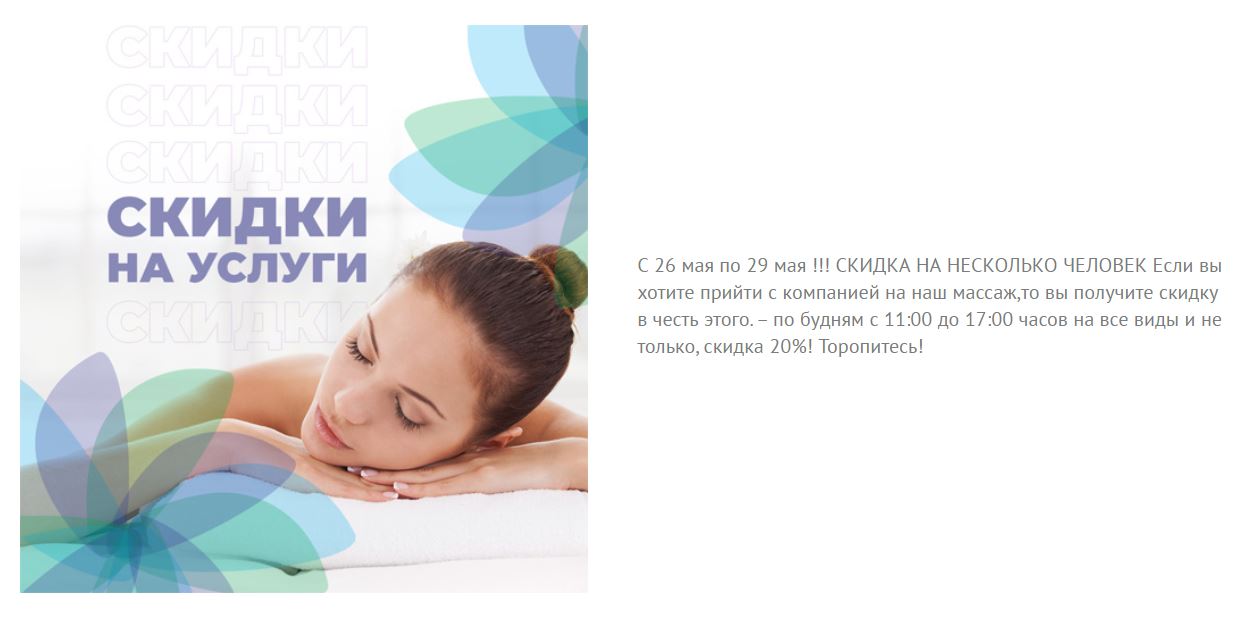 СКИДКИ
СКИДКИ
СКИДКИ
СКИДКИ
НА УСЛУГИ
СКИДКИ
С 26 мая по 29 мая !!! СКИДКА НА НЕСКОЛЬКО ЧЕЛОВЕК Если вы
хотите прийти с компанией на наш массаж,то вы получите скидку
в честь этого. – по будням с 11:00 до 17:00 часов на все виды и не
только, скидка 20%! Торопитесь!